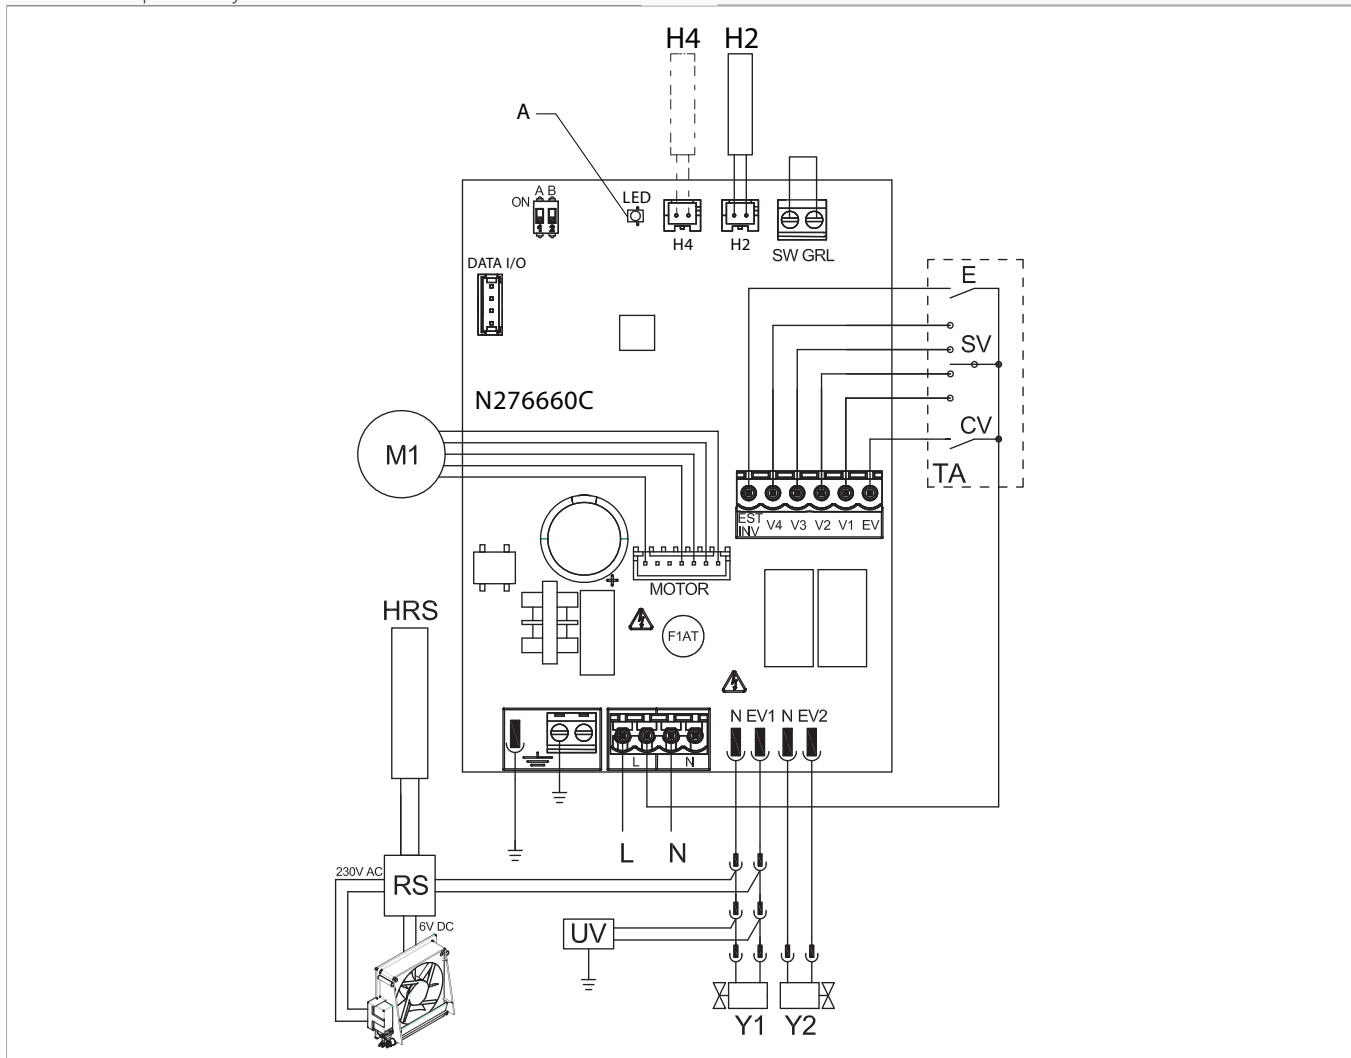 H4 H2
A
A B
ON
1 2
LED
H4 H2
SW GRL
DATA I/O
E
SV
CV
TA
N276660C
M1
EST INV V4 V3 V2 V1 EV
MOTOR
F1AT
HRS
N EV1 N EV2
L N
L N
230V AC
RS
6V DC
UV
Y1 Y2